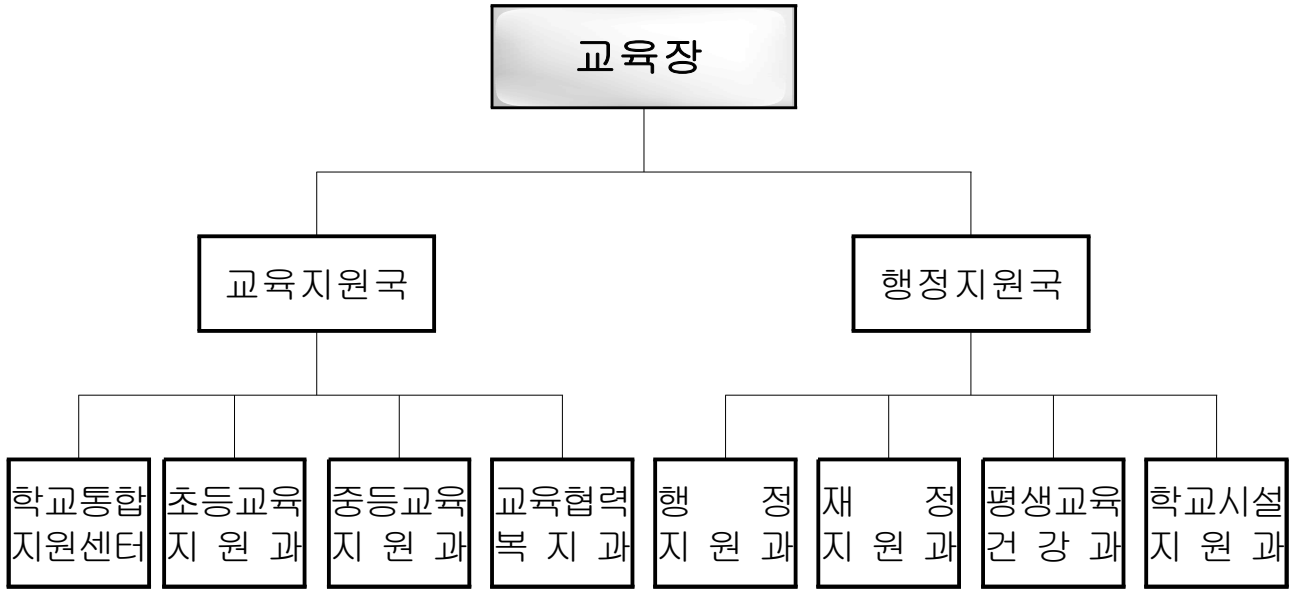 교육장
교육지원국
행정지원국
학교통합
지원센터
초등교육
지 원 과
중등교육
지 원 과
교육협력
복 지 과
행 정
지 원 과
재 정
지 원 과
평생교육
건 강 과
학교시설
지 원 과